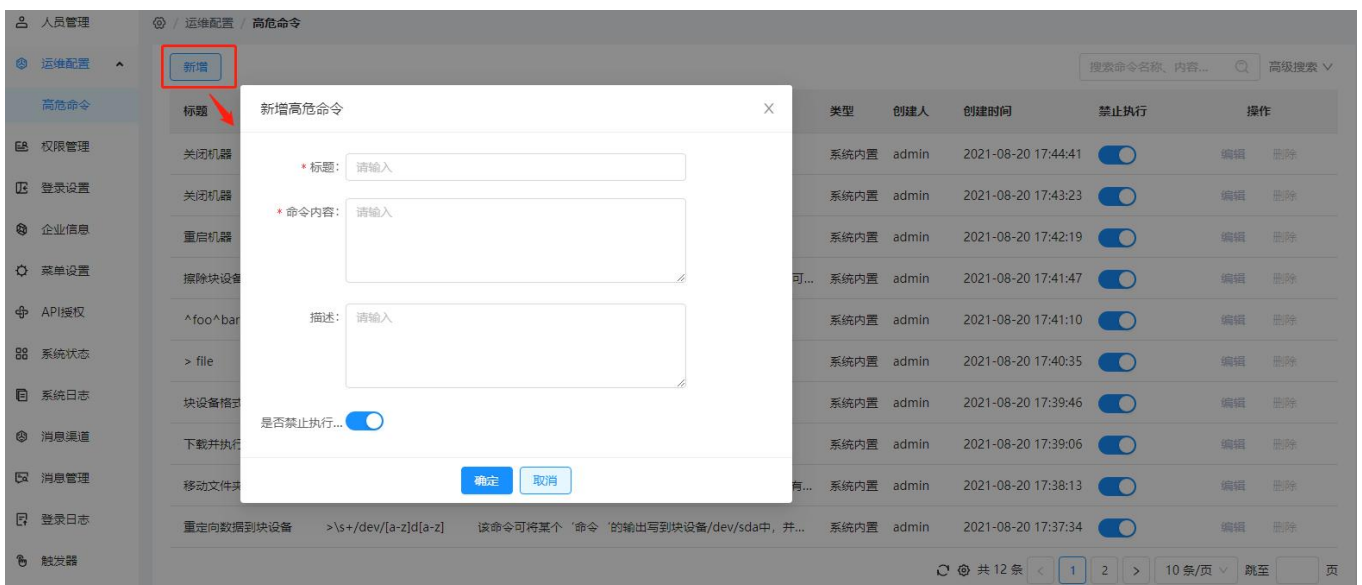 人员管理
运维配置 / 高危命令
运维配置
新增
搜索命令名称、内容...
高级搜索
高危命令
标题
类型 创建人 创建时间 禁止执行 操作
新增高危命令
权限管理
关闭机器
系统内置 admin 2021-08-20 17:44:41 编辑 删除
* 标题: 请输入
登录设置
关闭机器
系统内置 admin 2021-08-20 17:43:23 编辑 删除
* 命令内容: 请输入
企业信息
重启机器
系统内置 admin 2021-08-20 17:42:19 编辑 删除
菜单设置
擦除块设备
可... 系统内置 admin 2021-08-20 17:41:47 编辑 删除
API授权
^foo^bar
描述: 请输入
系统内置 admin 2021-08-20 17:41:10 编辑 删除
系统状态
> file
系统内置 admin 2021-08-20 17:40:35 编辑 删除
系统日志
块设备格式
系统内置 admin 2021-08-20 17:39:46 编辑 删除
是否禁止执行...
消息渠道
下载并执行
系统内置 admin 2021-08-20 17:39:06 编辑 删除
消息管理
移动文件夹
确定 取消
有... 系统内置 admin 2021-08-20 17:38:13 编辑 删除
登录日志
重定向数据到块设备 >\s+/dev/[a-z]d[a-z] 该命令可将某个‘命令‘的输出写到块设备/dev/sda中，并... 系统内置 admin 2021-08-20 17:37:34 编辑 删除
触发器
共 12 条 < 1 2 > 10 条/页 跳至 页